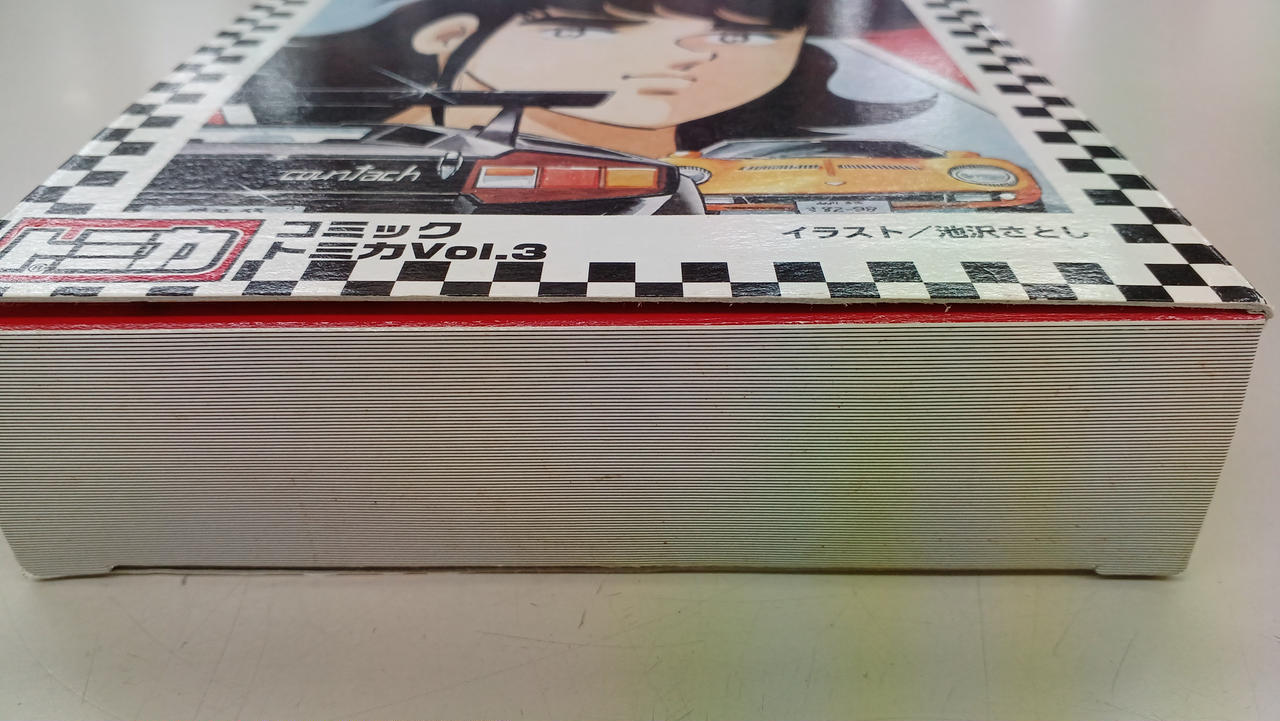 countach
トミカ
コミック
トミカVol.3
イラスト/池沢さとし